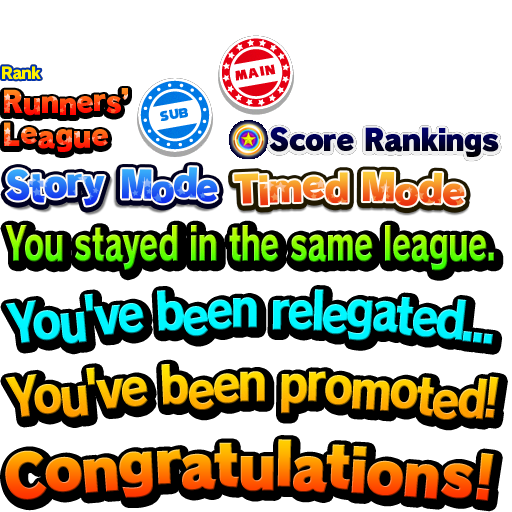 MAIN
Rank
Runners'
League
SUB
Score Rankings
Story Mode
Timed Mode
You stayed in the same league.
You've been relegated...
You've been promoted!
Congratulations!